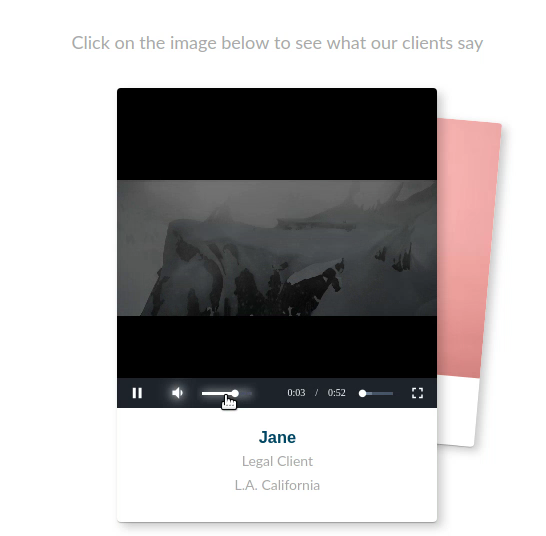 Click on the image below to see what our clients say
0:03 / 0:52
Jane
Legal Client
L.A. California